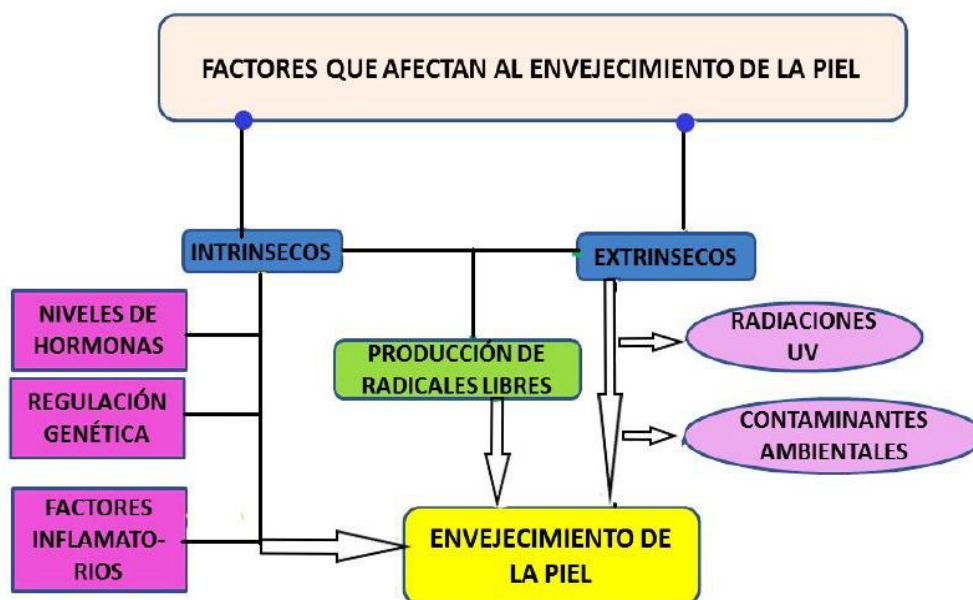 FACTORES QUE AFECTAN AL ENVEJECIMIENTO DE LA PIEL
INTRINSECOS
EXTRINSECOS
NIVELES DE
HORMONAS
REGULACIÓN
GENÉTICA
FACTORES
INFLAMATO-
RIOS
PRODUCCIÓN DE
RADICALES LIBRES
RADIACIONES
UV
CONTAMINANTES
AMBIENTALES
ENVEJECIMIENTO DE
LA PIEL